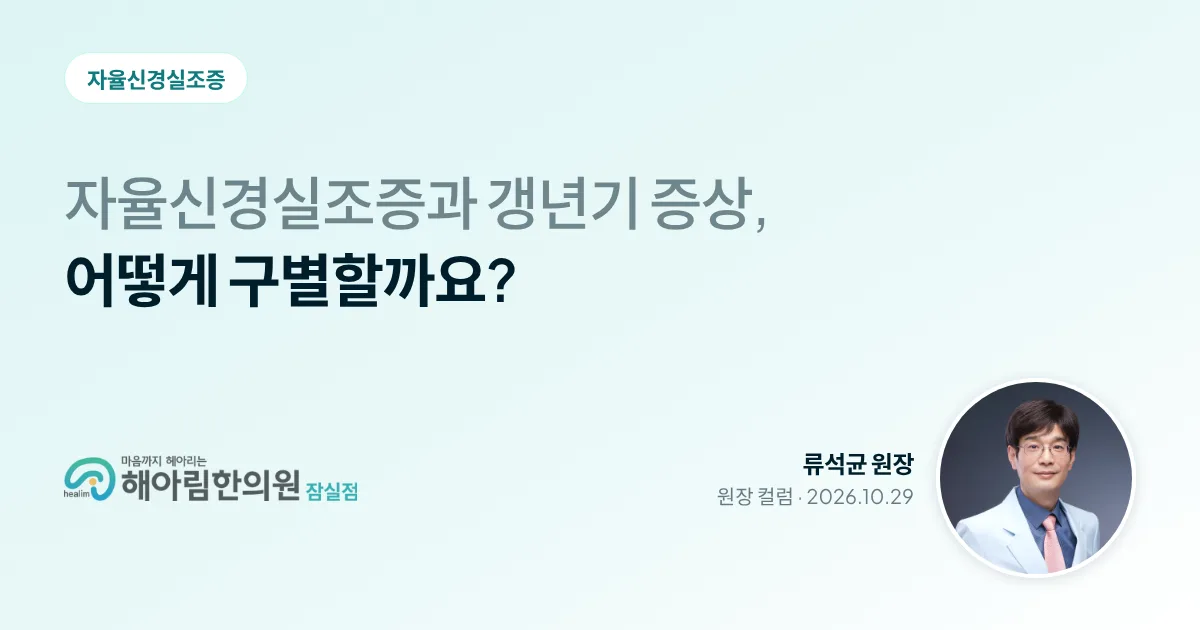 자율신경실조증
자율신경실조증과 갱년기 증상,
어떻게 구별할까요?
마음까지 헤아리는
healim
해아림한의원 잠실점
류석균 원장
원장 컬럼 · 2026.10.29